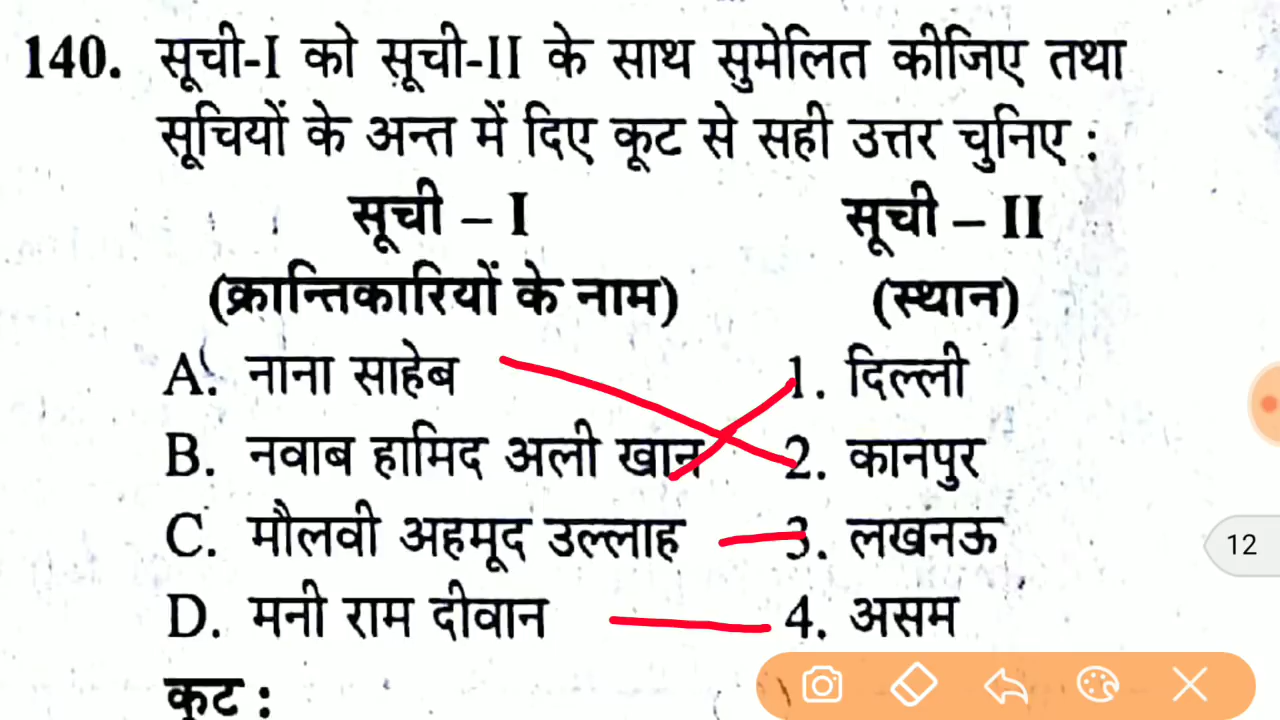 140. सूची-I को सूची-II के साथ सुमेलित कीजिए तथा
सूचियों के अन्त में दिए कूट से सही उत्तर चुनिए :
सूची – I सूची – II
(क्रान्तिकारियों के नाम) (स्थान)
A. नाना साहेब 1. दिल्ली
B. नवाब हामिद अली खान 2. कानपुर
C. मौलवी अहमूद उल्लाह 3. लखनऊ
12
D. मनी राम दीवान 4. असम
कूट :